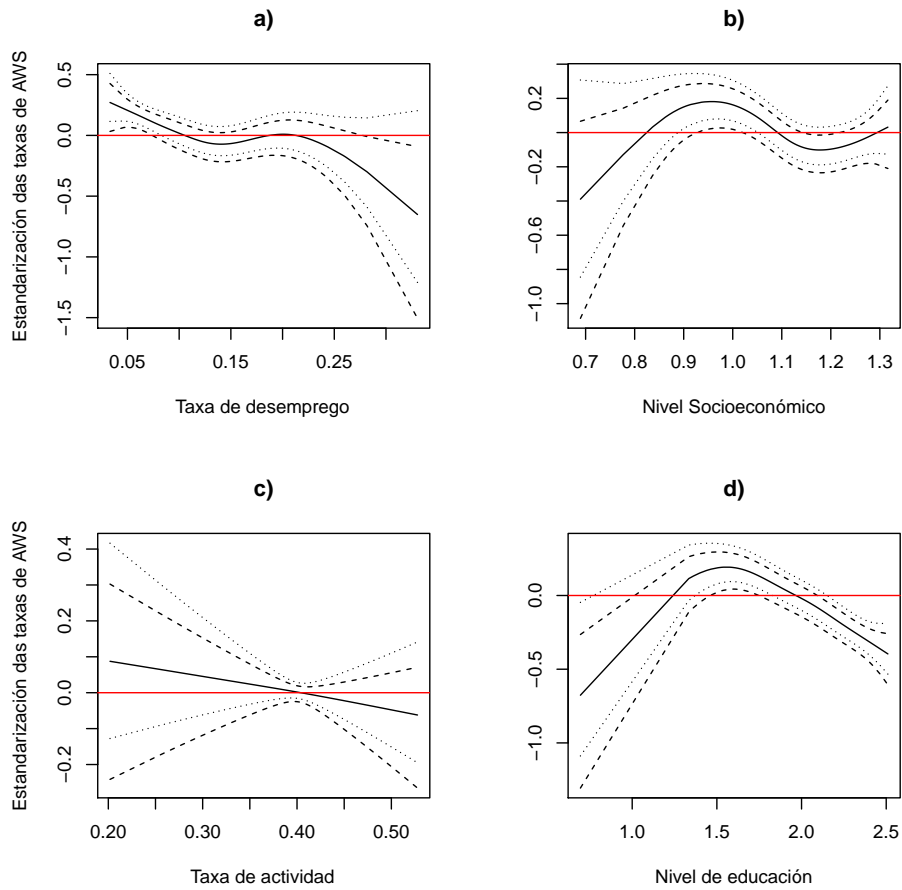 a)
Estandarización das taxas de AWS
0.5
0.0
−0.5
−1.0
−1.5
0.05
0.15
0.25
Taxa de desemprego
b)
0.2
−0.2
−0.6
−1.0
0.7 0.8 0.9 1.0 1.1 1.2 1.3
Nivel Socioeconómico
c)
Estandarización das taxas de AWS
0.4
0.2
0.0
−0.2
0.20 0.30 0.40 0.50
Taxa de actividad
d)
0.0
−0.5
−1.0
1.0 1.5 2.0 2.5
Nivel de educación